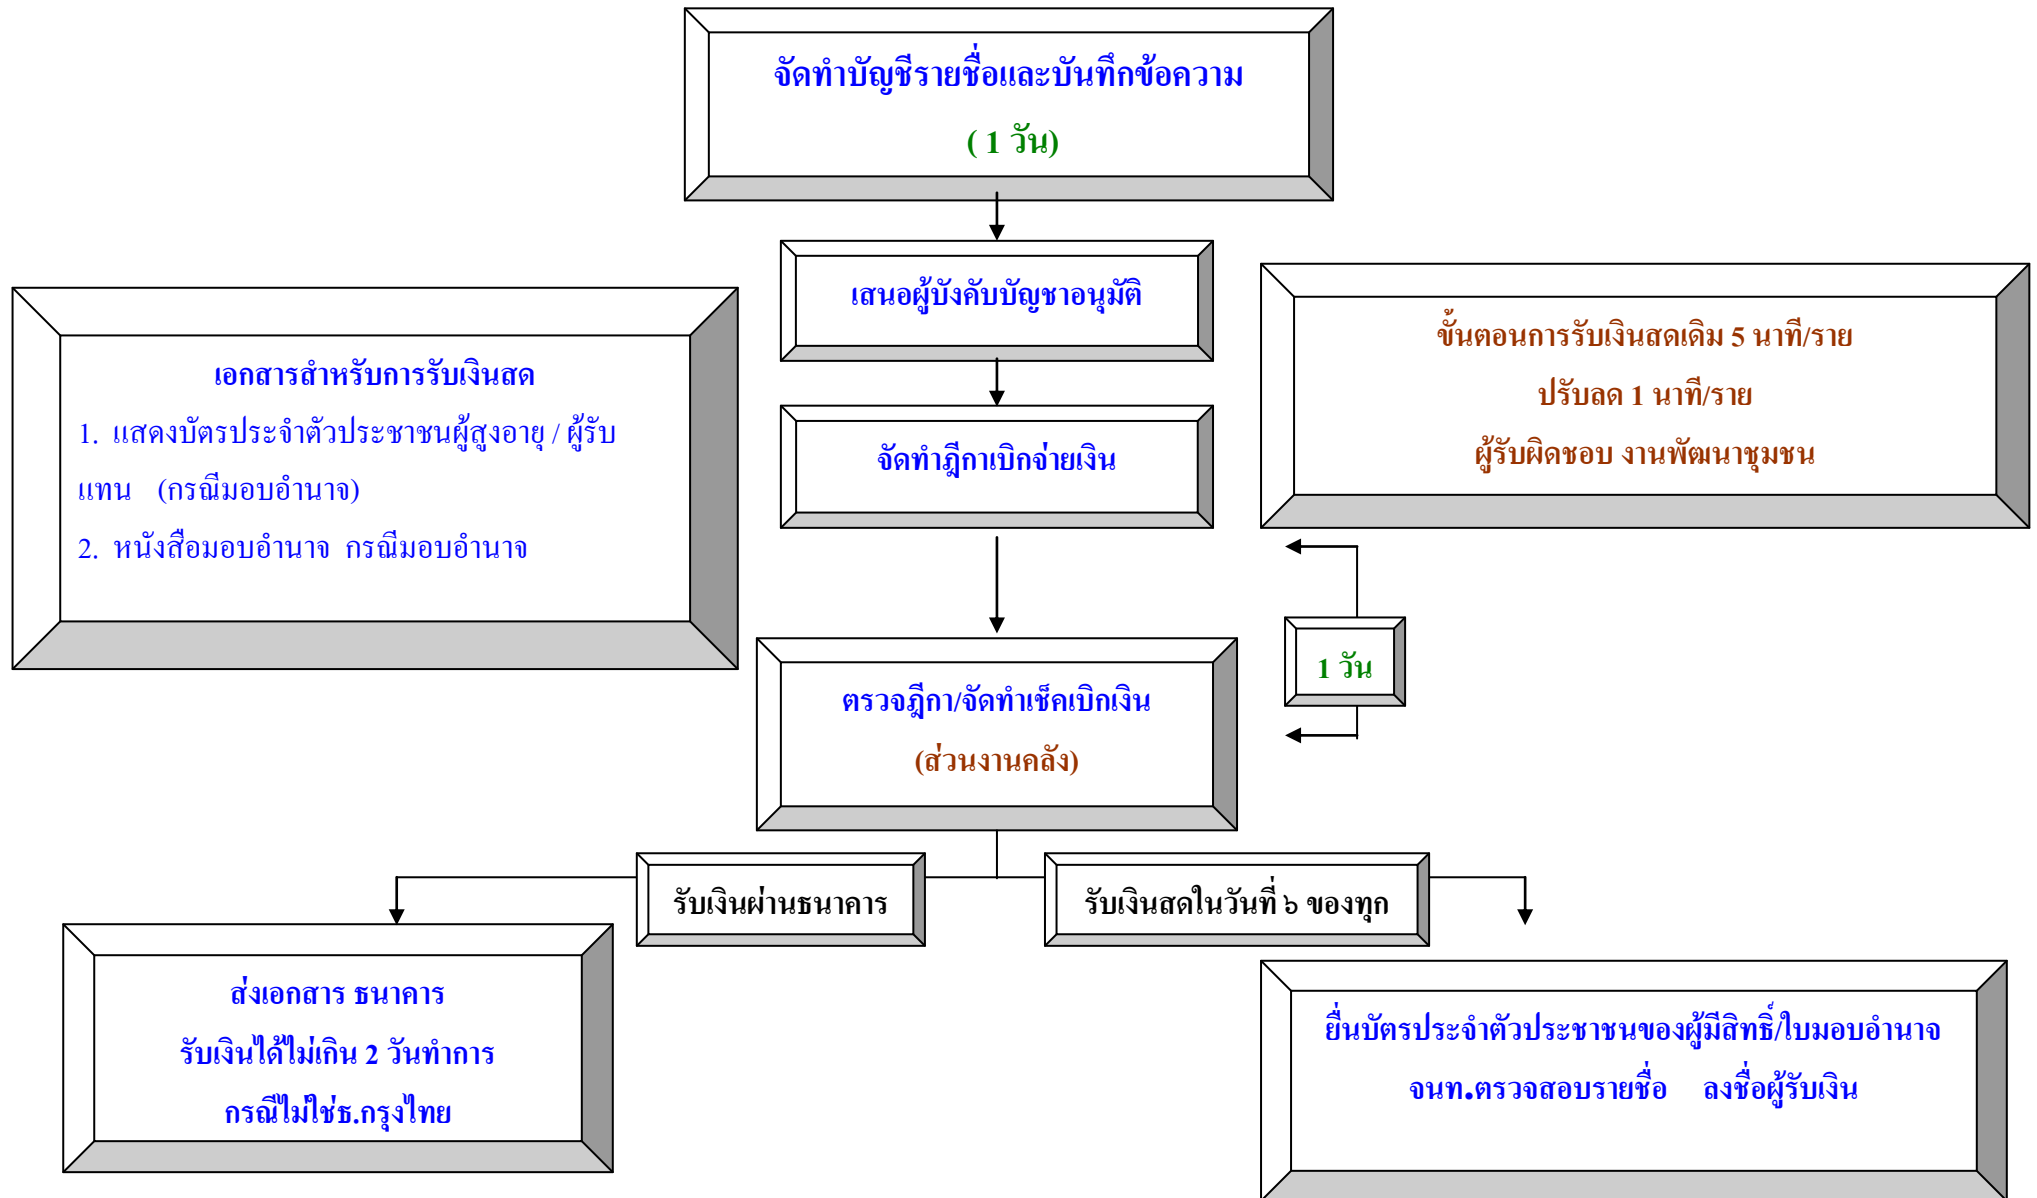 จัดทำบัญชีรายชื่อและบันทึกข้อความ
( 1 วัน)
เสนอผู้บังคับบัญชาอนุมัติ
ขั้นตอนการรับเงินสดเดิม 5 นาที/ราย
ปรับลด 1 นาที/ราย
ผู้รับผิดชอบ งานพัฒนาชุมชน
เอกสารสำหรับการรับเงินสด
1. แสดงบัตรประจำตัวประชาชนผู้สูงอายุ / ผู้รับ
แทน (กรณีมอบอำนาจ)
2. หนังสือมอบอำนาจ กรณีมอบอำนาจ
จัดทำฎีกาเบิกจ่ายเงิน
1 วัน
ตรวจฎีกา/จัดทำเช็คเบิกเงิน
(ส่วนงานคลัง)
รับเงินผ่านธนาคาร
รับเงินสดในวันที่ ๖ ของทุก
ส่งเอกสาร ธนาคาร
รับเงินได้ไม่เกิน 2 วันทำการ
กรณีไม่ใช่ธ.กรุงไทย
ยื่นบัตรประจำตัวประชาชนของผู้มีสิทธิ์/ใบมอบอำนาจ
จนท.ตรวจสอบรายชื่อ ลงชื่อผู้รับเงิน